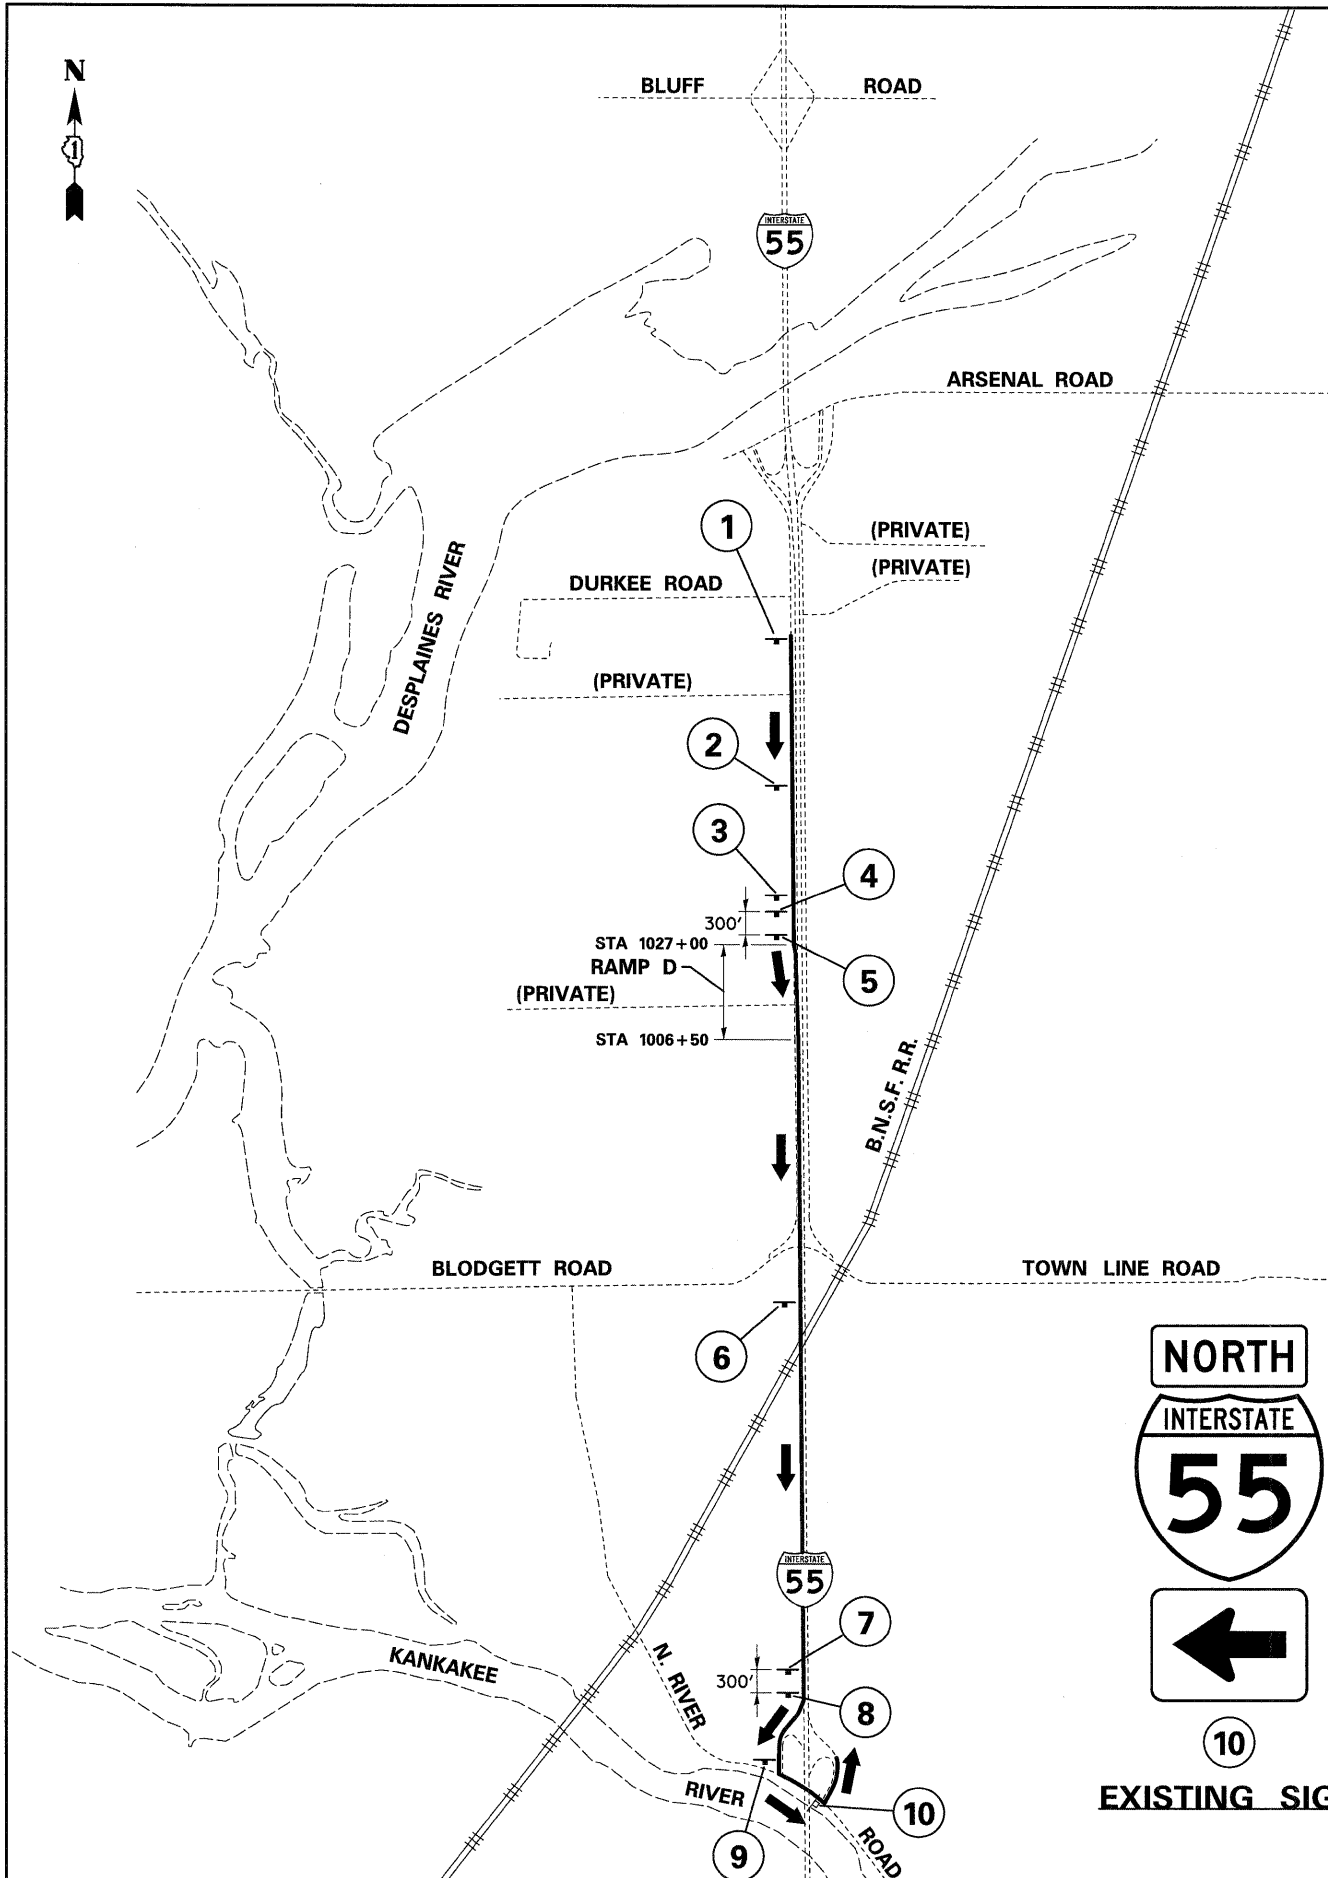 N
1
BLUFF ROAD
INTERSTATE
55
ARSENAL ROAD
1
(PRIVATE)
(PRIVATE)
DURKEE ROAD
DESPLAINES RIVER
(PRIVATE)
2
3
4
300'
STA 1027+00
RAMP D
5
(PRIVATE)
STA 1006+50
B.N.S.F. R.R.
BLODGETT ROAD
TOWN LINE ROAD
6
NORTH
INTERSTATE
55
INTERSTATE
55
7
KANKAKEE
N. RIVER
300'
8
10
RIVER
EXISTING SIG
10
9
ROAD